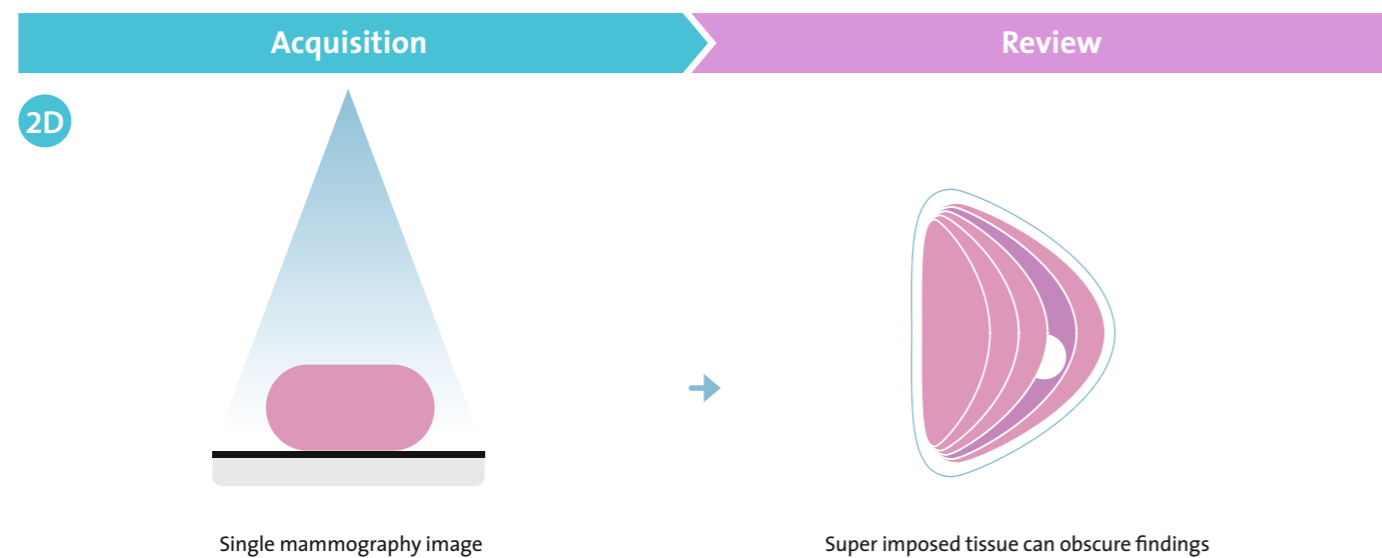 Acquisition
Review
2D
Single mammography image
Super imposed tissue can obscure findings